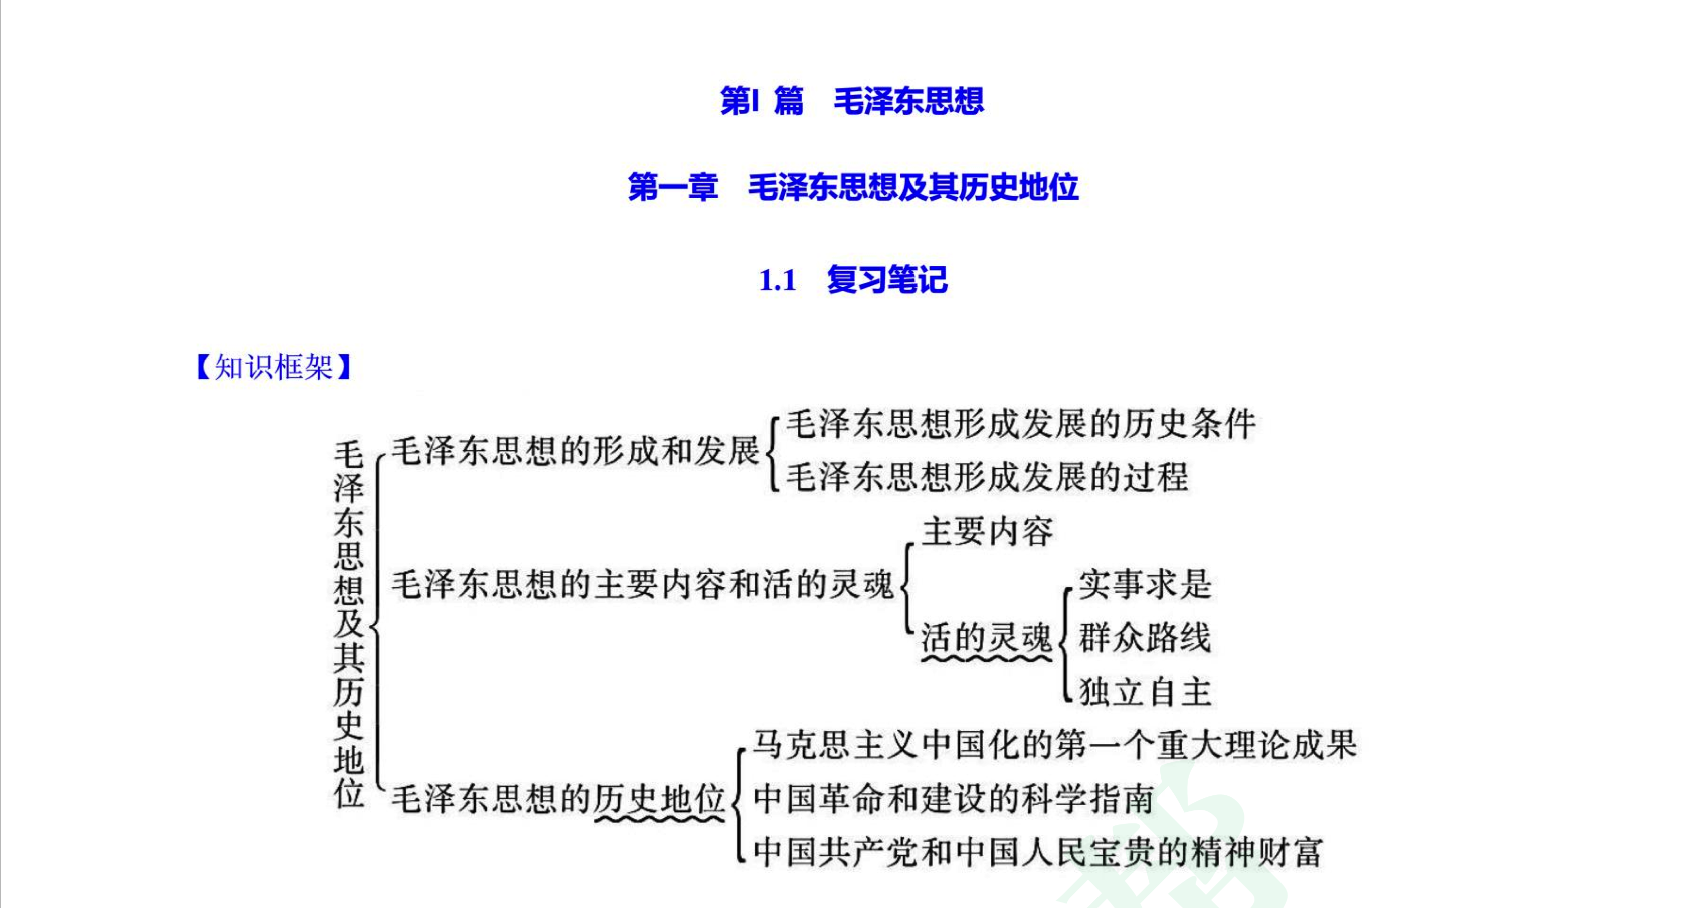 第I 篇　毛泽东思想
第一章　毛泽东思想及其历史地位
1.1　复习笔记
【知识框架】
毛泽东思想及其历史地位
毛泽东思想的形成和发展
毛泽东思想形成发展的历史条件
毛泽东思想形成发展的过程
毛泽东思想的主要内容和活的灵魂
主要内容
活的灵魂
实事求是
群众路线
独立自主
毛泽东思想的历史地位
马克思主义中国化的第一个重大理论成果
中国革命和建设的科学指南
中国共产党和中国人民宝贵的精神财富